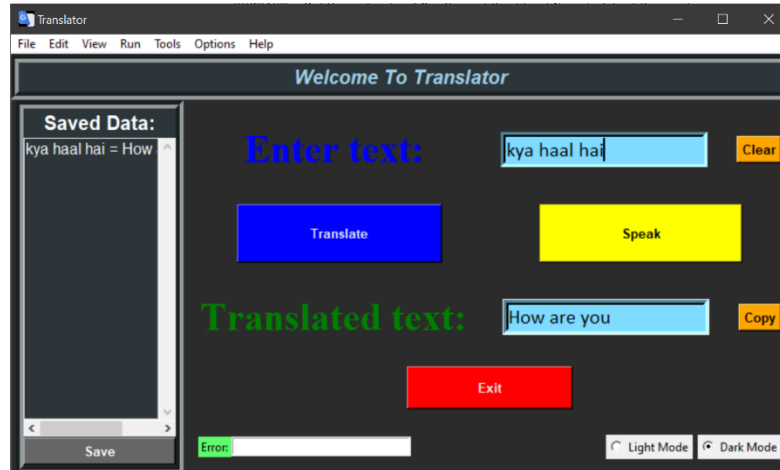 Translator
File Edit View Run Tools Options Help
Welcome To Translator
Saved Data:
kya haal hai = How
Enter text:
kya haal hai
Clear
Translate
Speak
Translated text:
How are you
Copy
Exit
Save
Error:
Light Mode
Dark Mode